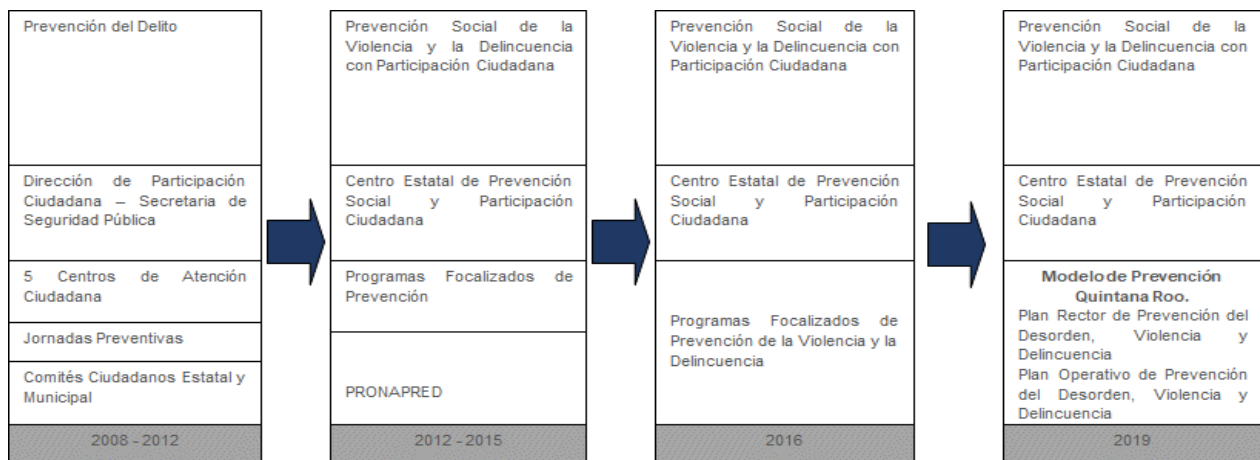 Prevención del Delito
Dirección de Participación
Ciudadana – Secretaria de
Seguridad Pública
5 Centros de Atención
Ciudadana
Jornadas Preventivas
Comités Ciudadanos Estatal y
Municipal
2008 - 2012
Prevención Social de la
Violencia y la Delincuencia
con Participación Ciudadana
Centro Estatal de Prevención
Social y Participación
Ciudadana
Programas Focalizados de
Prevención
PRONAPRED
2012 - 2015
Prevención Social de la
Violencia y la Delincuencia con
Participación Ciudadana
Centro Estatal de Prevención
Social y Participación
Ciudadana
Programas Focalizados de
Prevención de la Violencia y la
Delincuencia
2016
Prevención Social de la
Violencia y la Delincuencia con
Participación Ciudadana
Centro Estatal de Prevención
Social y Participación
Ciudadana
Modelo de Prevención
Quintana Roo.
Plan Rector de Prevención del
Desorden, Violencia y
Delincuencia
Plan Operativo de Prevención
del Desorden, Violencia y
Delincuencia
2019